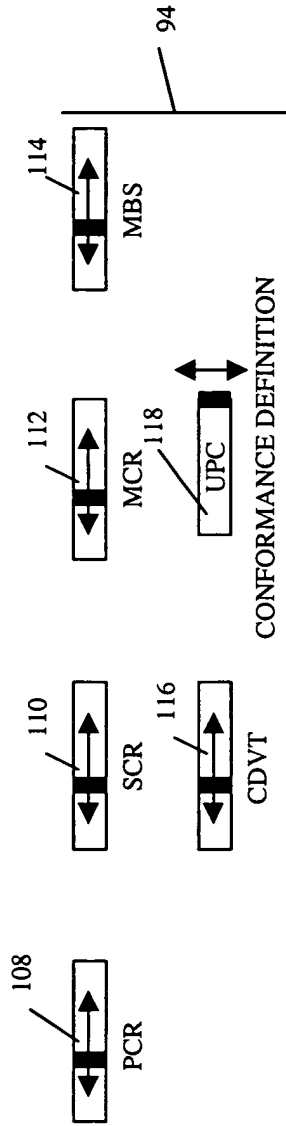 108
110
112
114
94
PCR
SCR
MCR
MBS
116
118
UPC
CDVT
CONFORMANCE DEFINITION